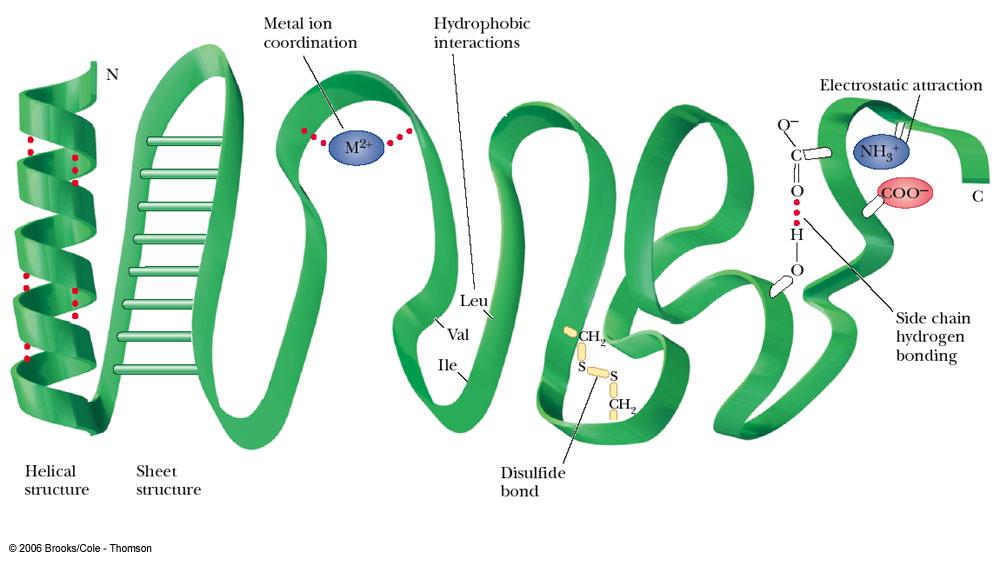 Metal ion
coordination
Hydrophobic
interactions
N
Electrostatic attraction
O⁻
M²⁺
C
NH₃⁺
O
COO⁻
C
H
O
Leu
Val
Ile
Side chain
hydrogen
bonding
CH₂
S
S
CH₂
Helical
structure
Sheet
structure
Disulfide
bond
© 2006 Brooks/Cole - Thomson